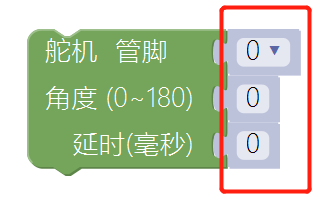 舵机 管脚 0
角度 (0~180) 0
延时(毫秒) 0